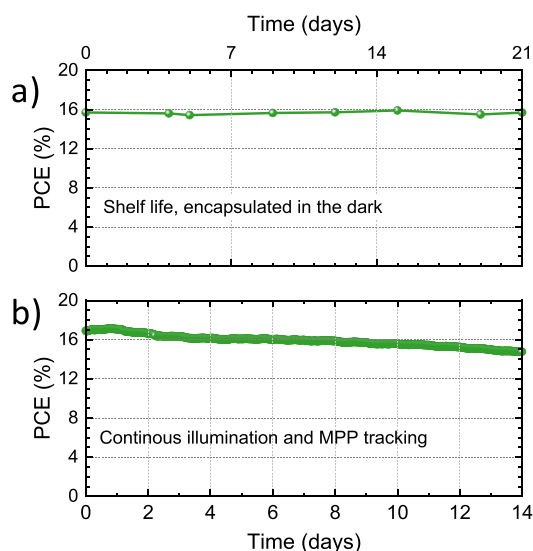 Time (days)
0 7 14 21
a)
20
16
12
8
4
0
PCE (%)
Shelf life, encapsulated in the dark
b)
20
16
12
8
4
0
PCE (%)
Continous illumination and MPP tracking
0 2 4 6 8 10 12 14
Time (days)